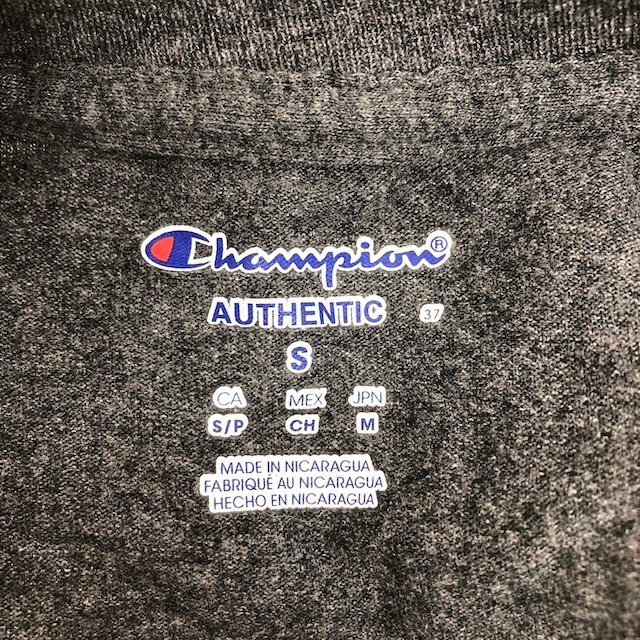 Champion®
AUTHENTIC 37
S
CA MEX JPN
S/P CH M
MADE IN NICARAGUA
FABRIQUÉ AU NICARAGUA
HECHO EN NICARAGUA